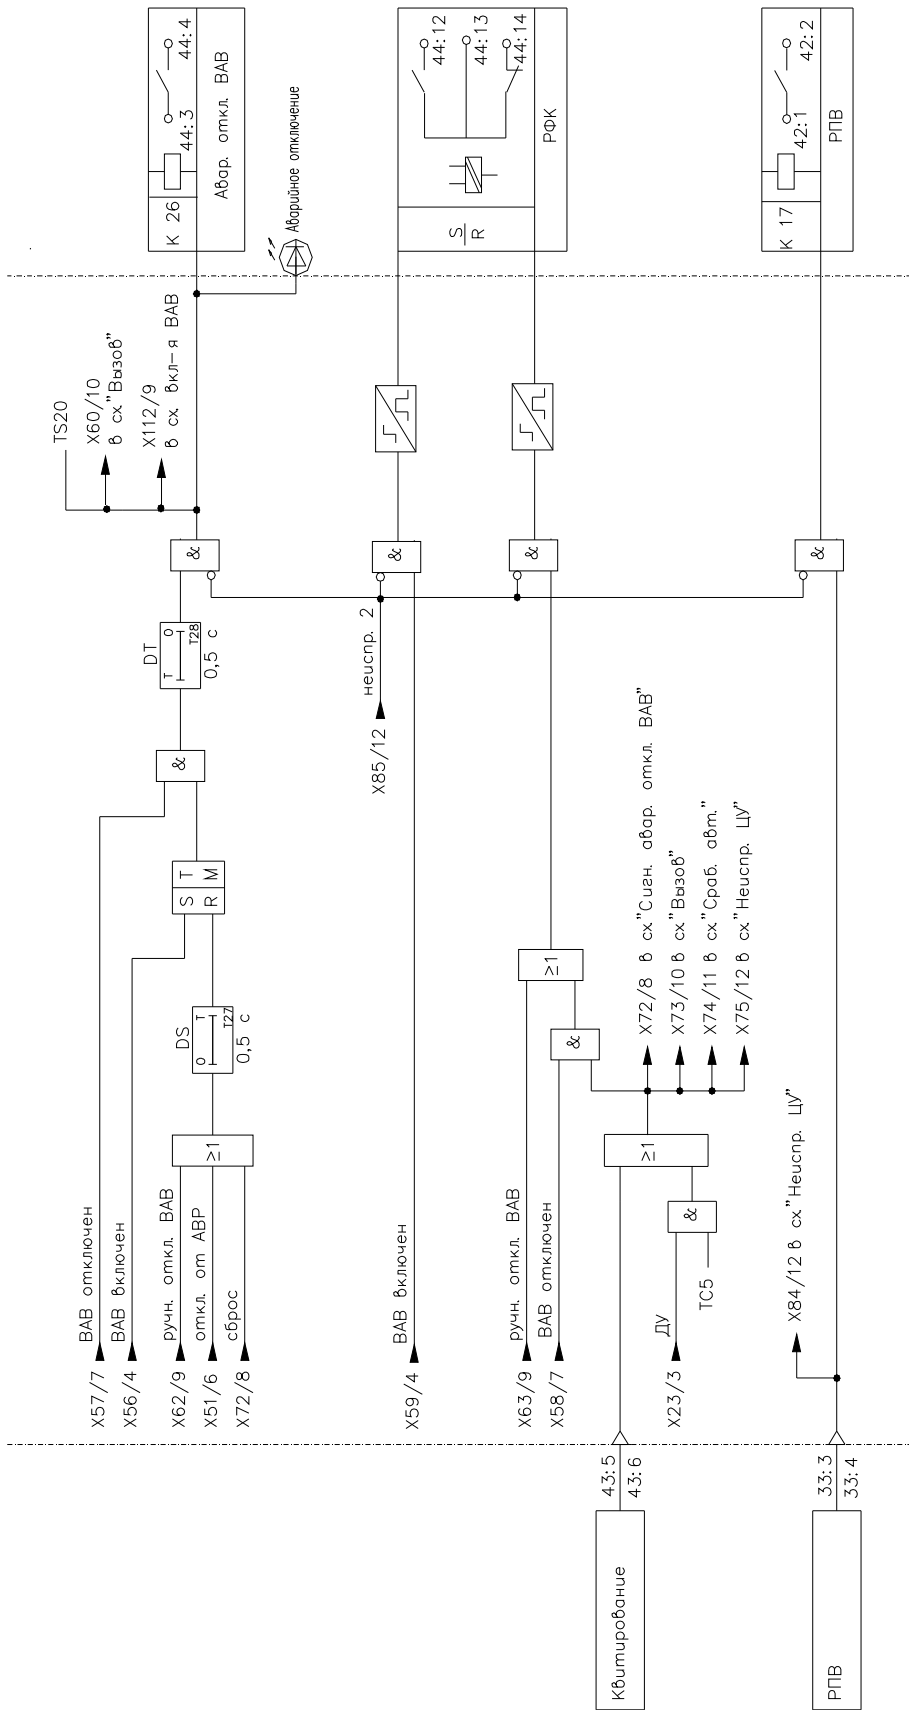 X57/7
ВАВ отключен
X56/4
ВАВ включен
X62/9
ручн. откл. ВАВ
X51/6
откл. от АВР
X72/8
сброс
≥1
DS
O T
T27
0,5 с
S T
R M
&
DT
T O
T28
0,5 с
&
TS20
X60/10
в сх."Вызов"
X112/9
в сх. вкл-я ВАВ
K 26
44:3
44:4
Авар. откл. ВАВ
Аварийное отключение
X59/4
ВАВ включен
X85/12
неиспр. 2
&
S
R
44:12
44:13
44:14
РФК
X63/9
ручн. откл. ВАВ
X58/7
ВАВ отключен
&
≥1
&
Квитирование
43:5
43:6
X23/3
ДУ
TC5
&
≥1
X72/8 в сх."Сигн. авар. откл. ВАВ"
X73/10 в сх."Вызов"
X74/11 в сх."Сраб. авт."
X75/12 в сх."Неиспр. ЦУ"
РПВ
33:3
33:4
X84/12 в сх."Неиспр. ЦУ"
&
K 17
42:1
42:2
РПВ